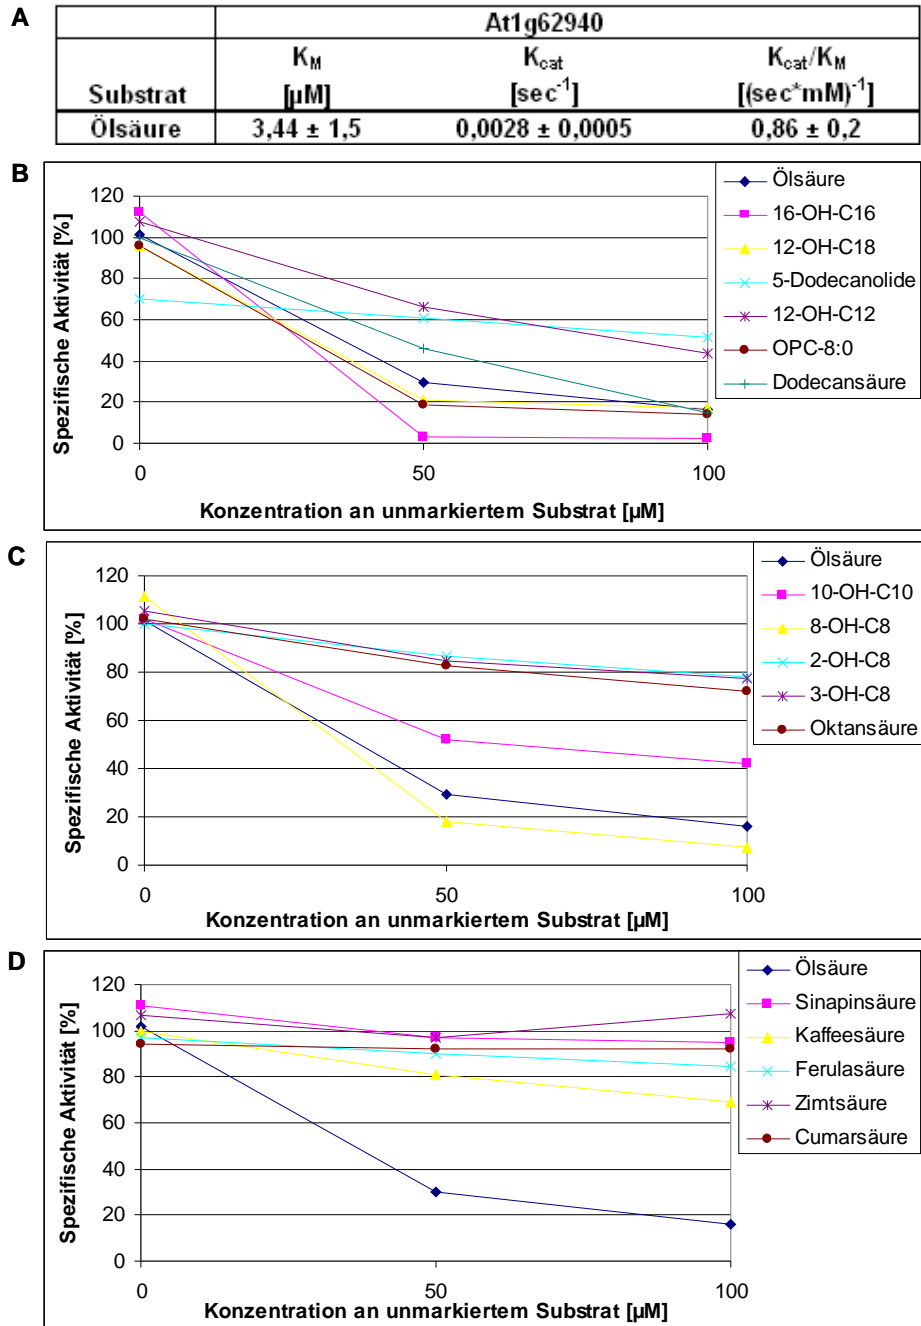 A
At1g62940
K_M K_cat K_cat/K_M
Substrat [µM] [sec⁻¹] [(sec*mM)⁻¹]
Ölsäure 3,44 ± 1,5 0,0028 ± 0,0005 0,86 ± 0,2
B
Spezifische Aktivität [%]
120
100
80
60
40
20
0
0 50 100
Konzentration an unmarkiertem Substrat [µM]
Ölsäure
16-OH-C16
12-OH-C18
5-Dodecanolide
12-OH-C12
OPC-8:0
Dodecansäure
C
Spezifische Aktivität [%]
120
100
80
60
40
20
0
0 50 100
Konzentration an unmarkiertem Substrat [µM]
Ölsäure
10-OH-C10
8-OH-C8
2-OH-C8
3-OH-C8
Oktansäure
D
Spezifische Aktivität [%]
120
100
80
60
40
20
0
0 50 100
Konzentration an unmarkiertem Substrat [µM]
Ölsäure
Sinapinsäure
Kaffeesäure
Ferulasäure
Zimtsäure
Cumarsäure